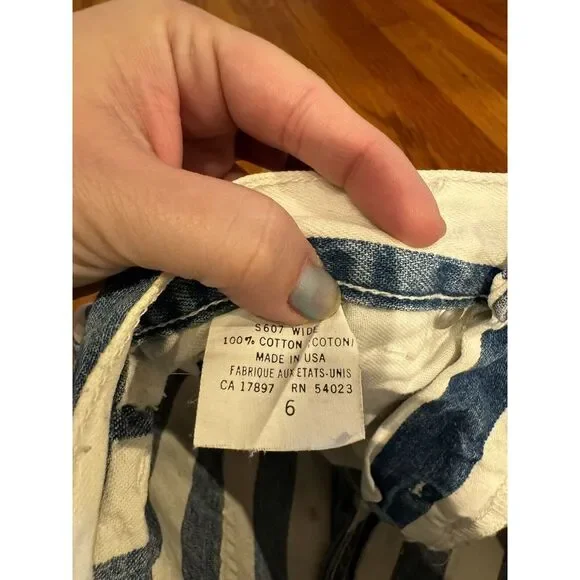 S607 WIDE
100% COTTON (COTON)
MADE IN USA
FABRIQUE AUX ETATS-UNIS
CA 17897 RN 54023
6